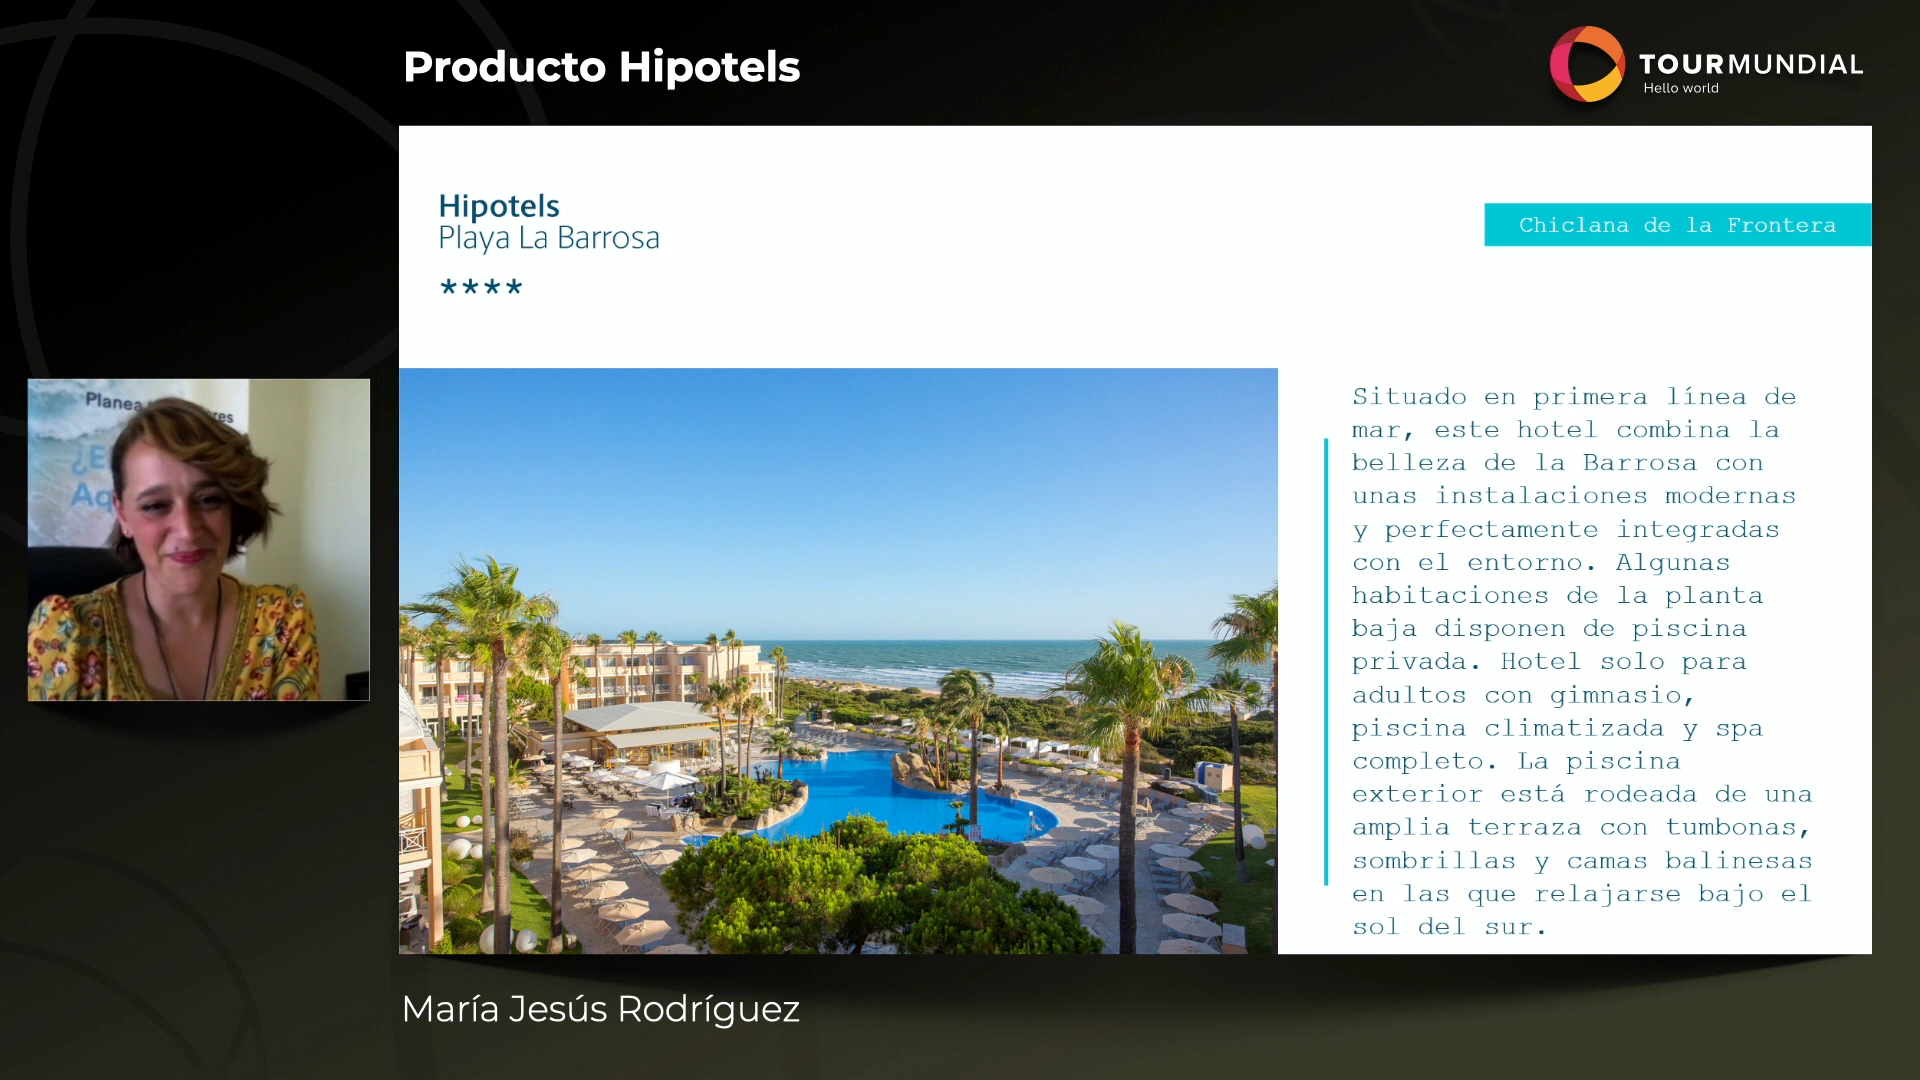 Producto Hipotels
TOURMUNDIAL
Hello world
Hipotels
Playa La Barrosa
****
Chiclana de la Frontera
Situado en primera línea de
mar, este hotel combina la
belleza de la Barrosa con
unas instalaciones modernas
y perfectamente integradas
con el entorno. Algunas
habitaciones de la planta
baja disponen de piscina
privada. Hotel solo para
adultos con gimnasio,
piscina climatizada y spa
completo. La piscina
exterior está rodeada de una
amplia terraza con tumbonas,
sombrillas y camas balinesas
en las que relajarse bajo el
sol del sur.
Planea
María Jesús Rodríguez